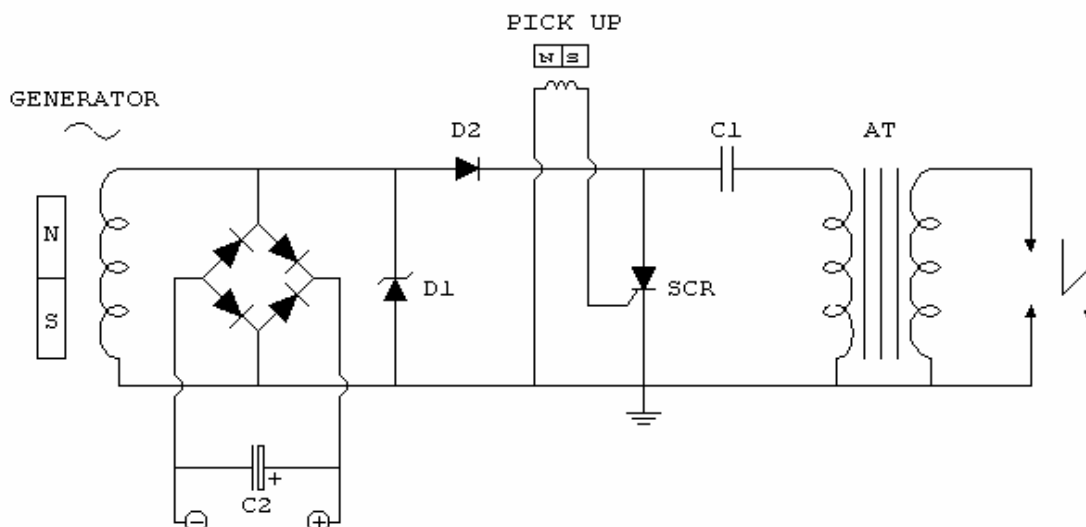 PICK UP
N S
GENERATOR
D2
C1
AT
N
S
D1
SCR
+
C2
- +